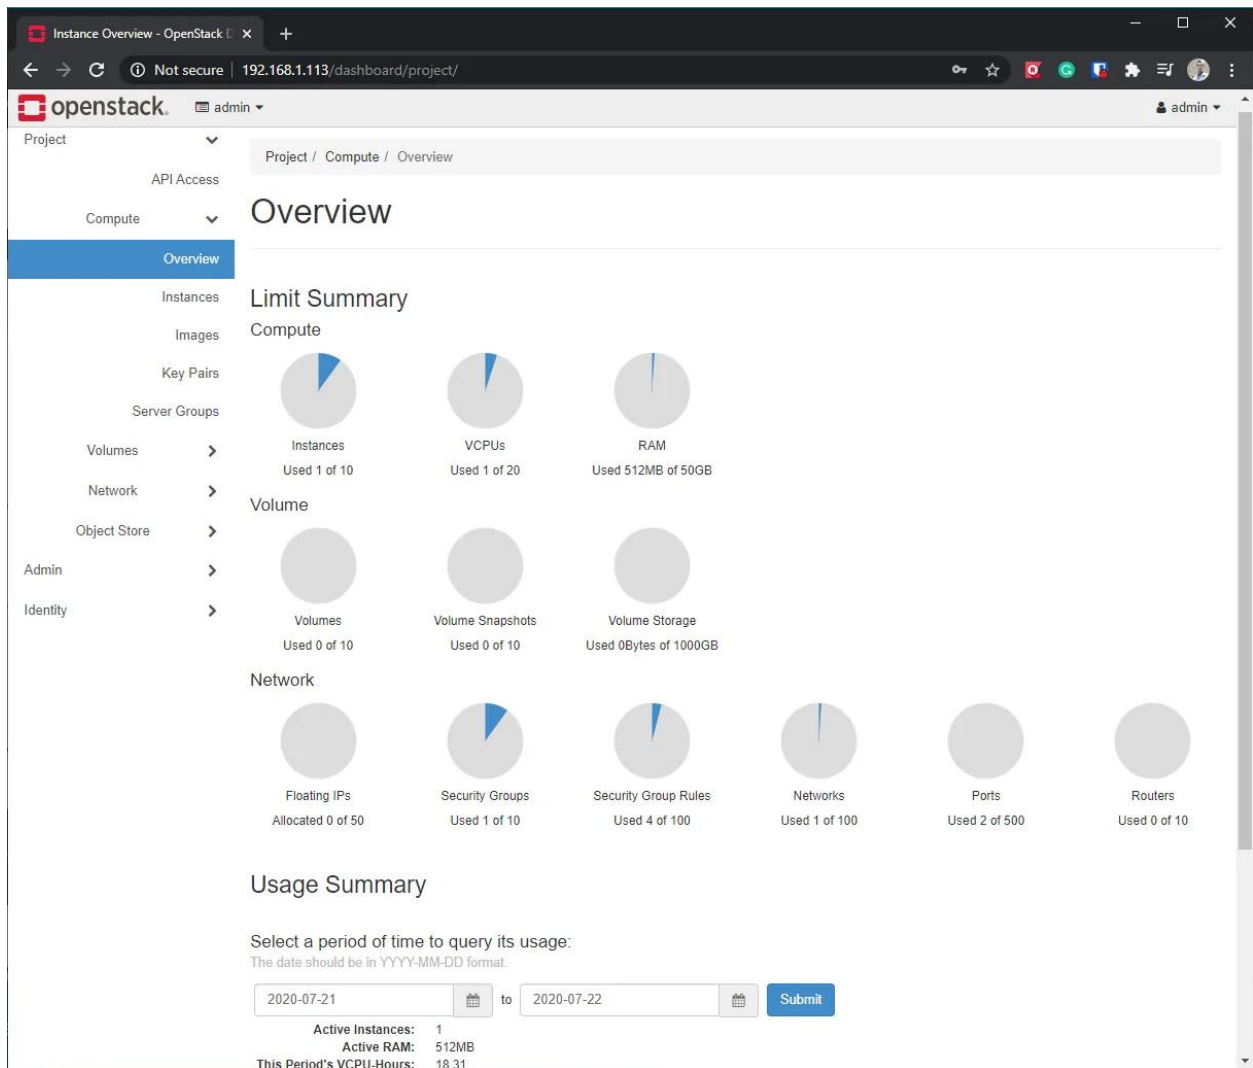 Instance Overview - OpenStack D
Not secure | 192.168.1.113/dashboard/project/
openstack. admin admin
Project
API Access
Compute
Overview
Instances
Images
Key Pairs
Server Groups
Volumes
Network
Object Store
Admin
Identity
Project / Compute / Overview
Overview
Limit Summary
Compute
Instances VCPUs RAM
Used 1 of 10 Used 1 of 20 Used 512MB of 50GB
Volume
Volumes Volume Snapshots Volume Storage
Used 0 of 10 Used 0 of 10 Used 0Bytes of 1000GB
Network
Floating IPs Security Groups Security Group Rules Networks Ports Routers
Allocated 0 of 50 Used 1 of 10 Used 4 of 100 Used 1 of 100 Used 2 of 500 Used 0 of 10
Usage Summary
Select a period of time to query its usage:
The date should be in YYYY-MM-DD format.
2020-07-21 to 2020-07-22 Submit
Active Instances: 1
Active RAM: 512MB
This Period's VCPU-Hours: 18.31